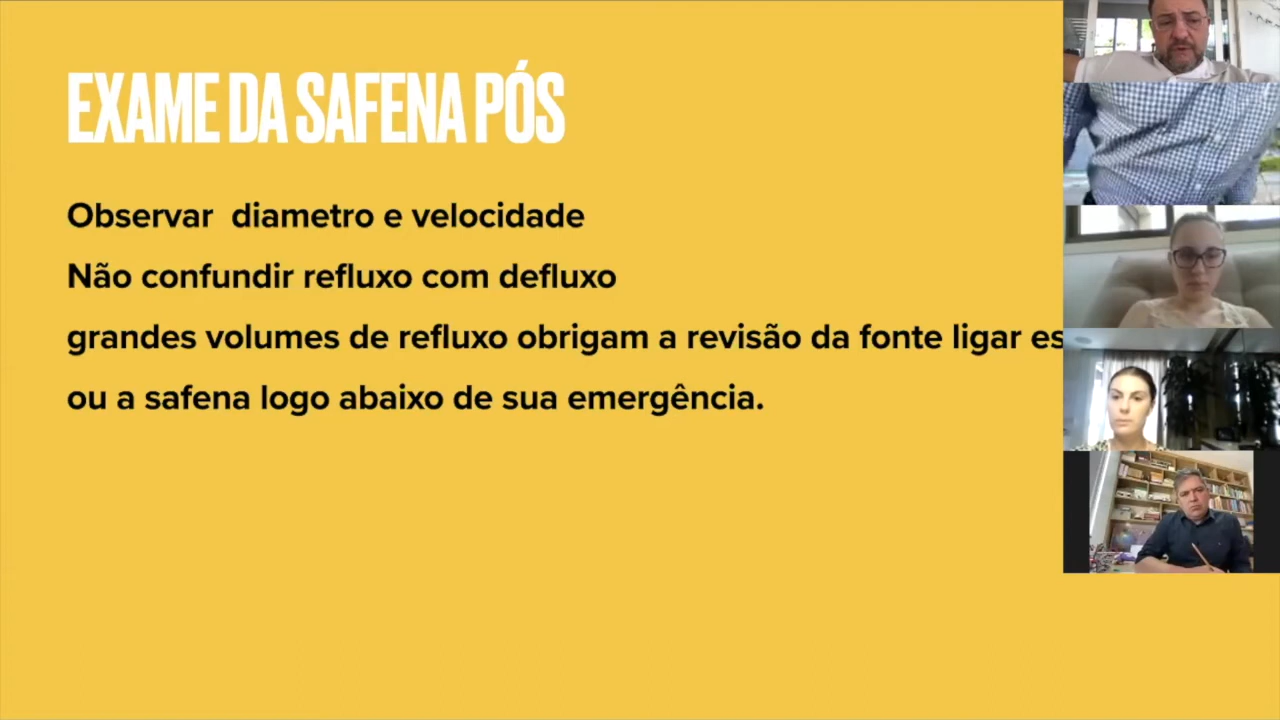 EXAME DA SAFENA PÓS
Observar diametro e velocidade
Não confundir refluxo com defluxo
grandes volumes de refluxo obrigam a revisão da fonte ligar
ou a safena logo abaixo de sua emergência.